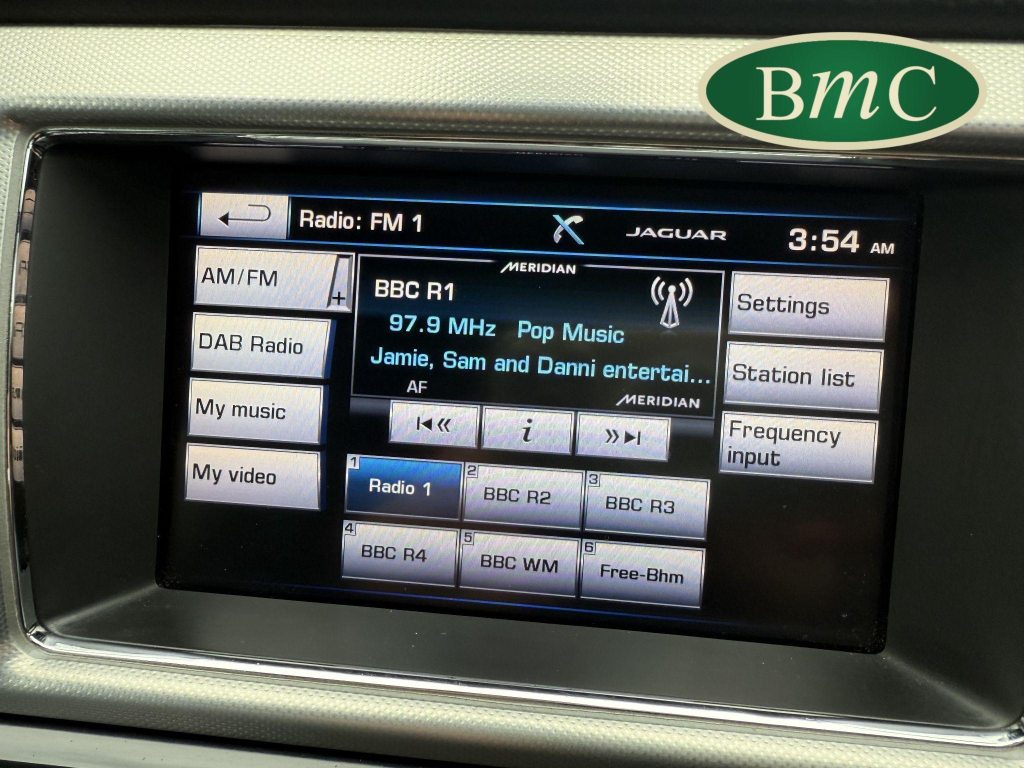 BmC
MERIDIAN
Radio: FM 1
JAGUAR
3:54 AM
AM/FM
+
DAB Radio
My music
My video
MERIDIAN
BBC R1
97.9 MHz Pop Music
Jamie, Sam and Danni entertai...
AF
MERIDIAN
i
Settings
Station list
Frequency
input
1
Radio 1
2
BBC R2
3
BBC R3
4
BBC R4
5
BBC WM
6
Free-Bhm